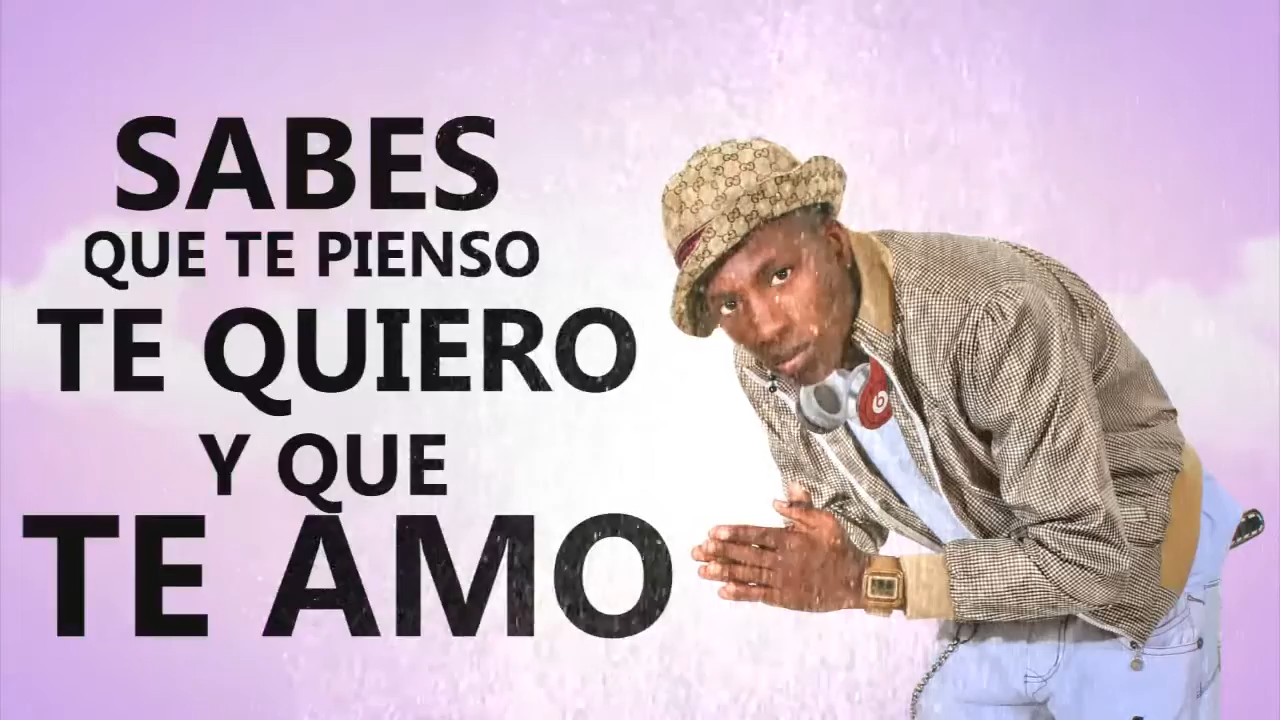 SABES
QUE TE PIENSO
TE QUIERO
Y QUE
TE AMO